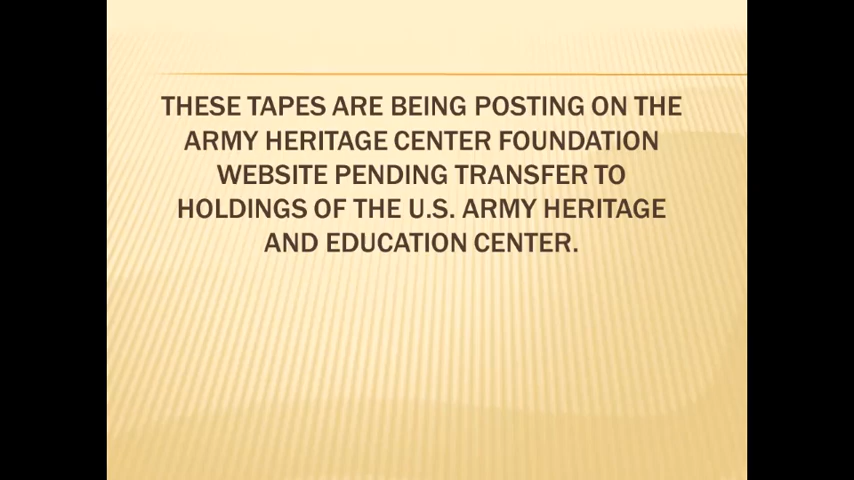 THESE TAPES ARE BEING POSTING ON THE
ARMY HERITAGE CENTER FOUNDATION
WEBSITE PENDING TRANSFER TO
HOLDINGS OF THE U.S. ARMY HERITAGE
AND EDUCATION CENTER.